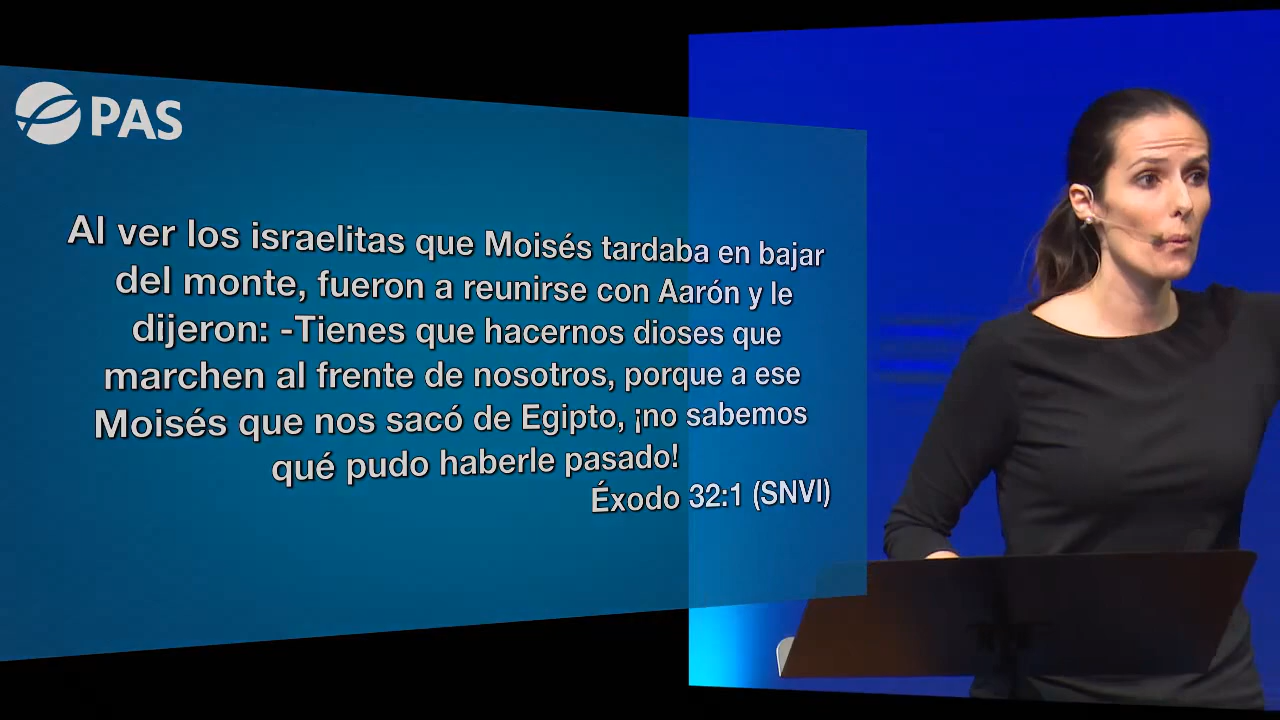 PAS
Al ver los israelitas que Moisés tardaba en bajar
del monte, fueron a reunirse con Aarón y le
dijeron: -Tienes que hacernos dioses que
marchen al frente de nosotros, porque a ese
Moisés que nos sacó de Egipto, ¡no sabemos
qué pudo haberle pasado!
Éxodo 32:1 (SNVI)